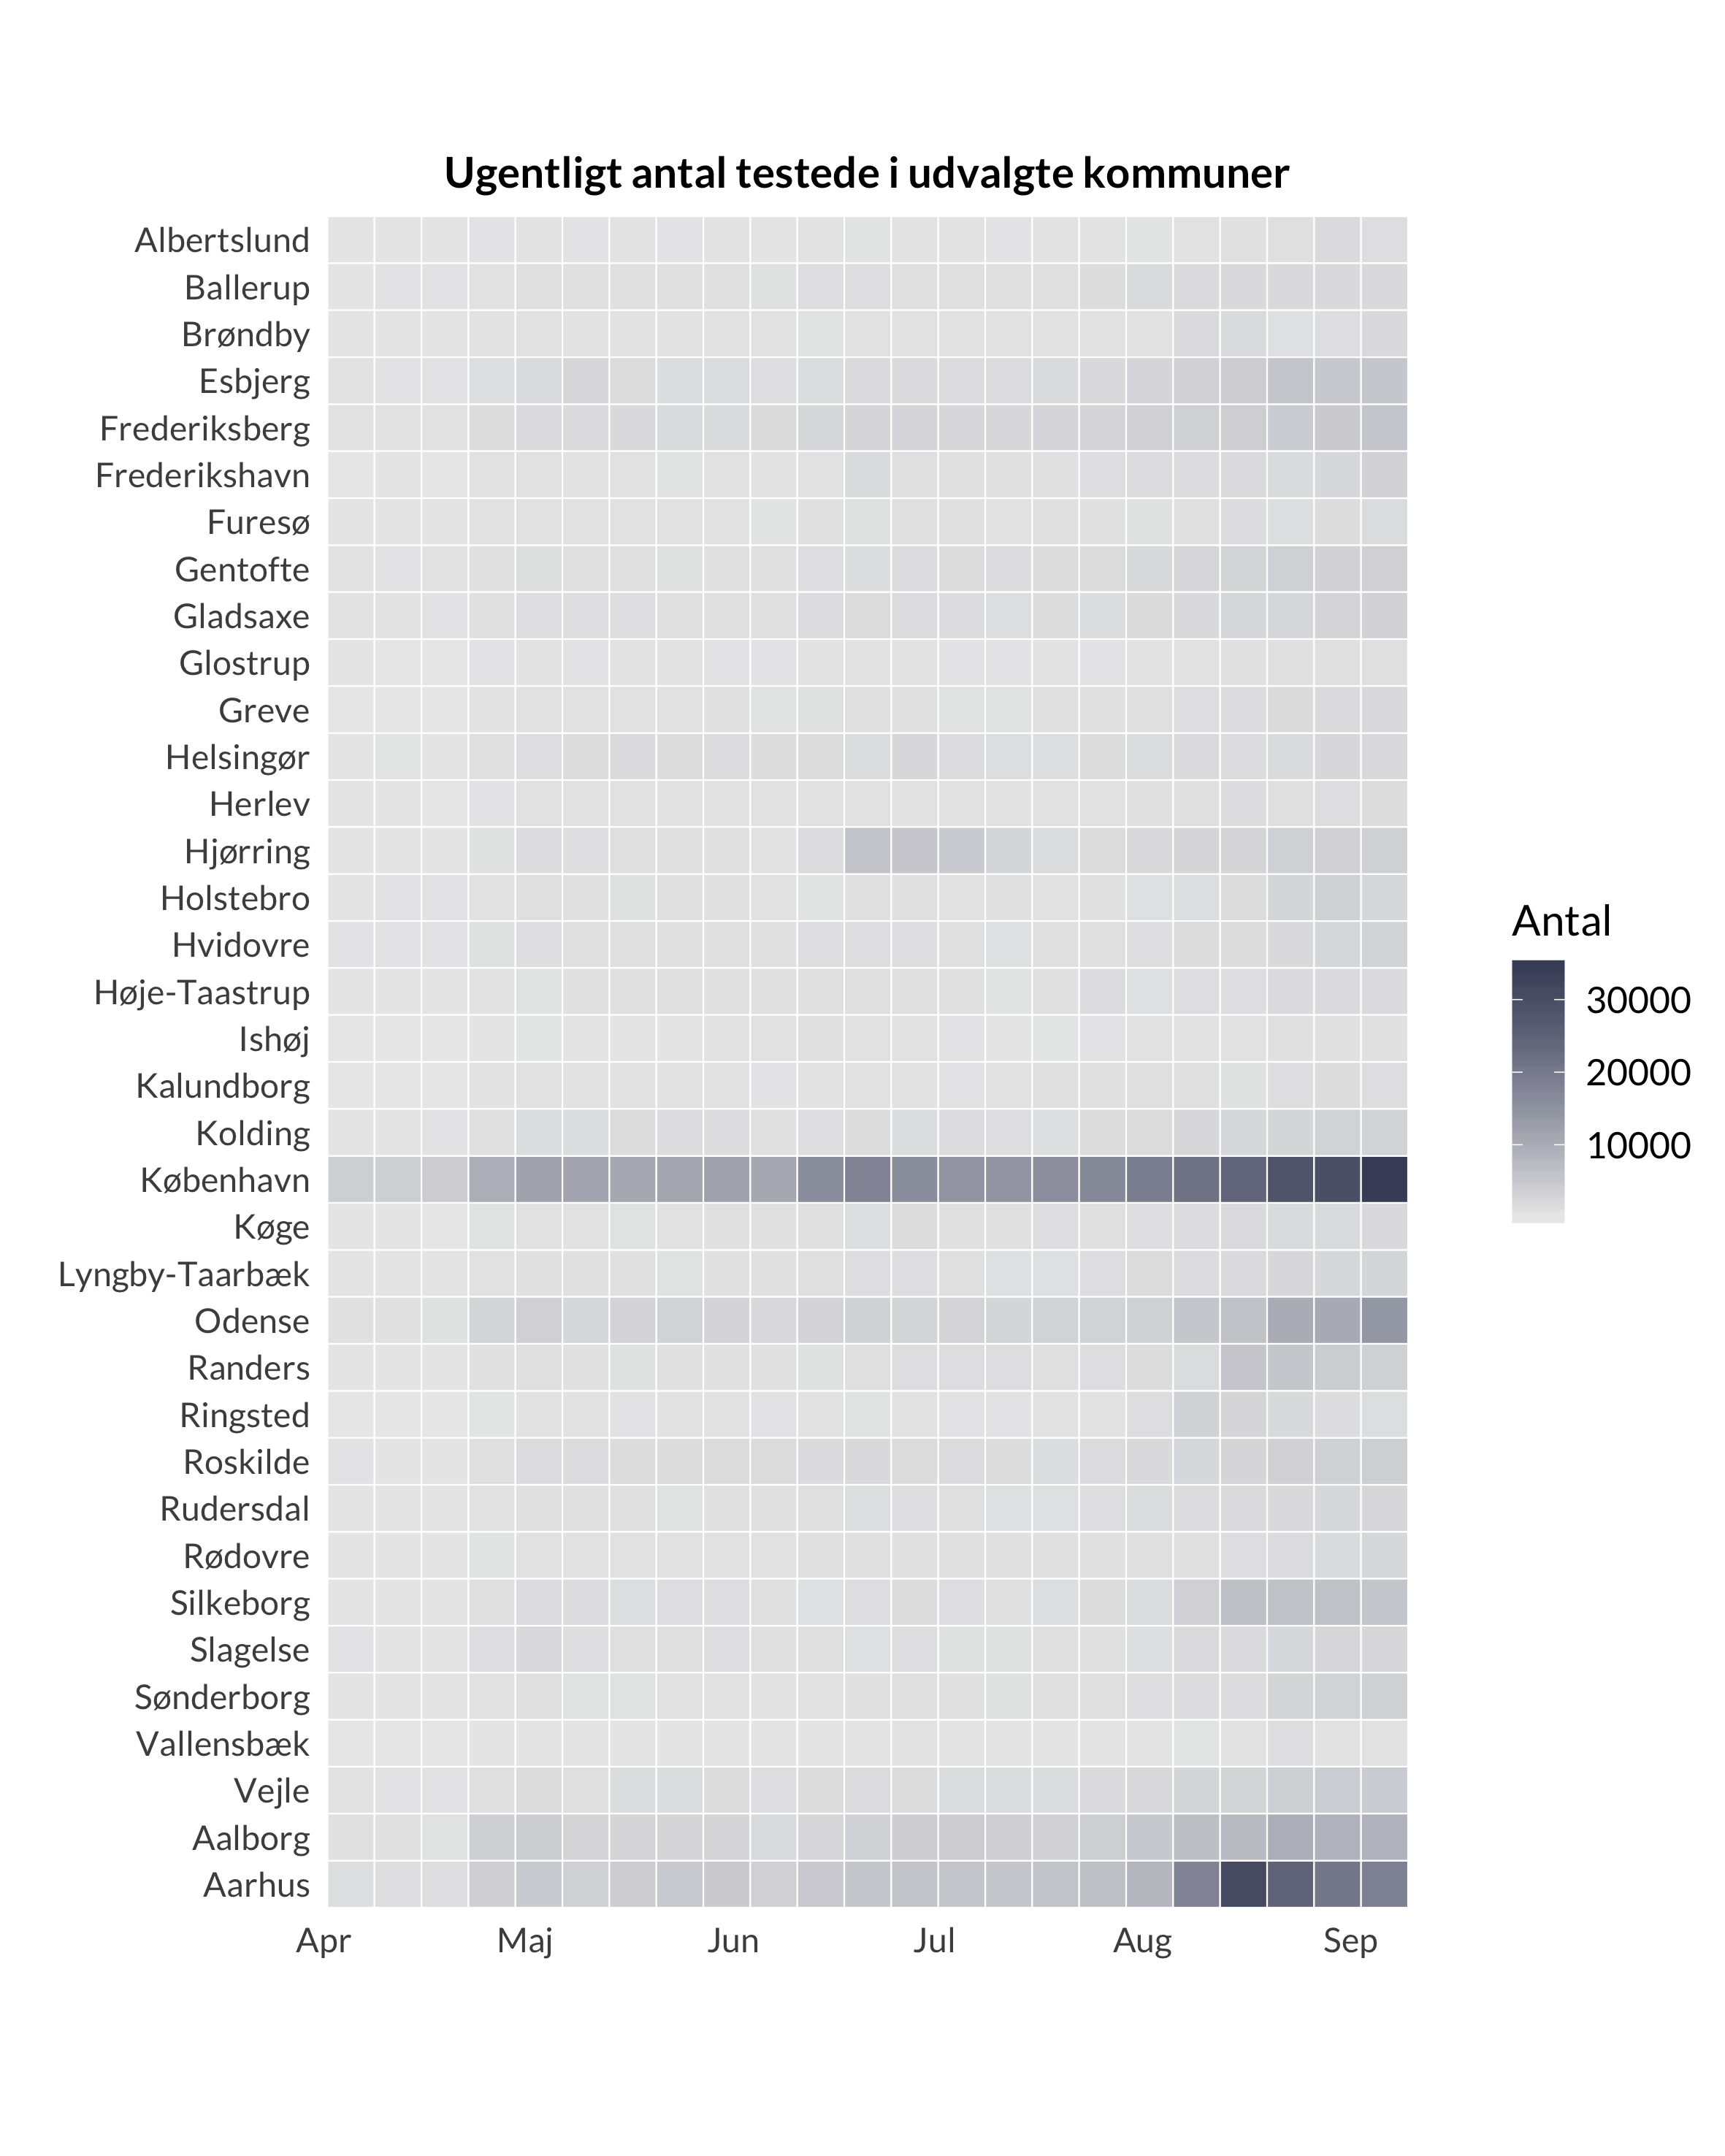 Ugentligt antal testede i udvalgte kommuner
Albertslund
Ballerup
Brøndby
Esbjerg
Frederiksberg
Frederikshavn
Furesø
Gentofte
Gladsaxe
Glostrup
Greve
Helsingør
Herlev
Hjørring
Holstebro
Hvidovre
Høje-Taastrup
Ishøj
Kalundborg
Kolding
København
Køge
Lyngby-Taarbæk
Odense
Randers
Ringsted
Roskilde
Rudersdal
Rødovre
Silkeborg
Slagelse
Sønderborg
Vallensbæk
Vejle
Aalborg
Aarhus
Apr Maj Jun Jul Aug Sep
Antal
30000
20000
10000